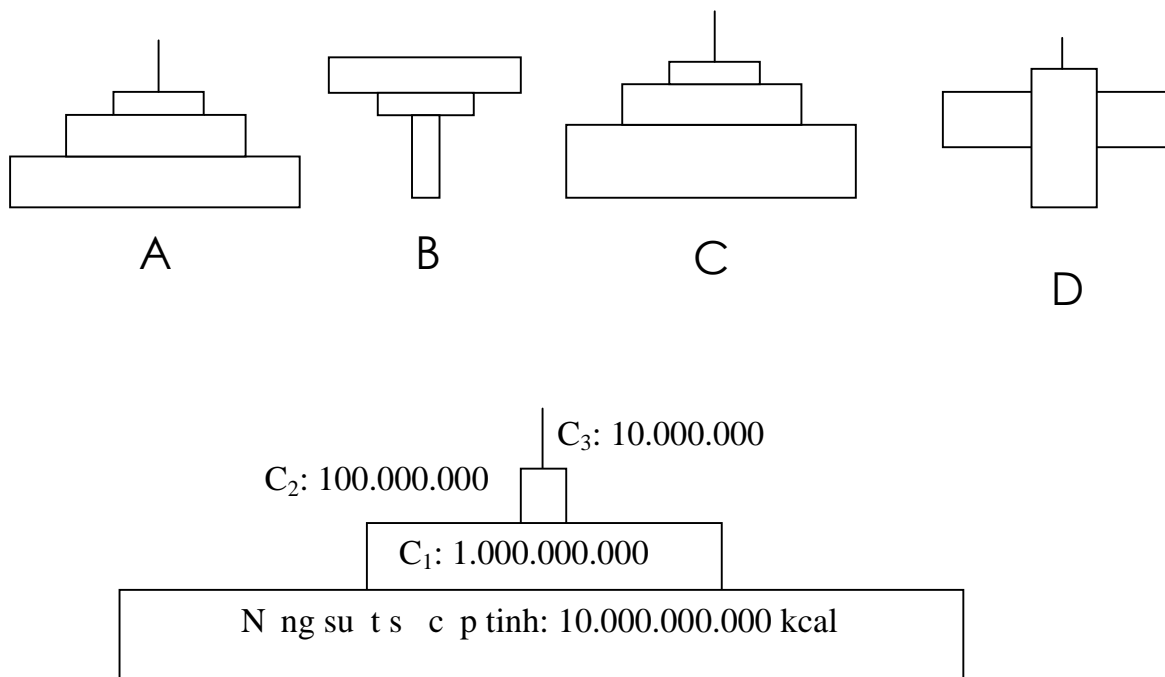 A
B
C
D
C₃: 10.000.000
C₂: 100.000.000
C₁: 1.000.000.000
N ng su t s c p tinh: 10.000.000.000 kcal